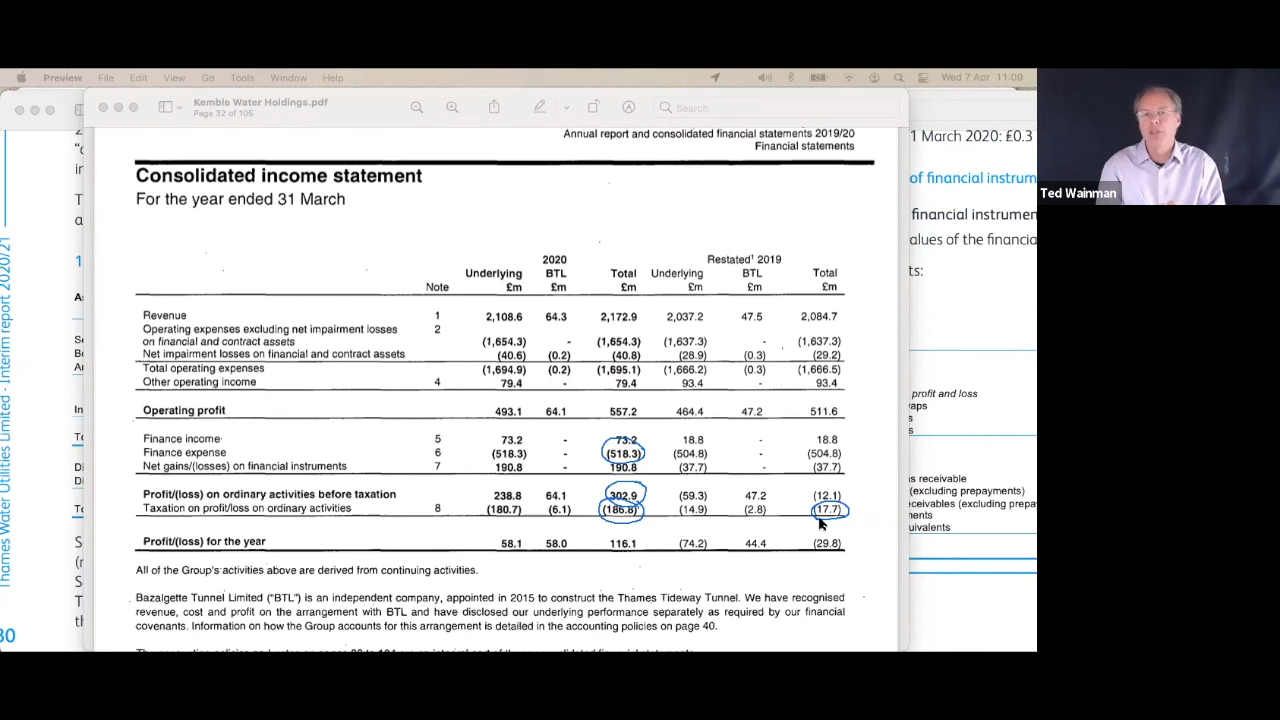 Preview File Edit View Go Tools Window Help Wed 7 Apr 11:09
Kemble Water Holdings.pdf
Page 32 of 105
Search
Annual report and consolidated financial statements 2019/20
Financial statements
Consolidated income statement
For the year ended 31 March
2020 Restated¹ 2019
Underlying BTL Total Underlying BTL Total
Note £m £m £m £m £m £m
Revenue 1 2,108.6 64.3 2,172.9 2,037.2 47.5 2,084.7
Operating expenses excluding net impairment losses 2
on financial and contract assets (1,654.3) - (1,654.3) (1,637.3) - (1,637.3)
Net impairment losses on financial and contract assets (40.6) (0.2) (40.8) (28.9) (0.3) (29.2)
Total operating expenses (1,694.9) (0.2) (1,695.1) (1,666.2) (0.3) (1,666.5)
Other operating income 4 79.4 - 79.4 93.4 - 93.4
Operating profit 493.1 64.1 557.2 464.4 47.2 511.6
Finance income 5 73.2 - 73.2 18.8 - 18.8
Finance expense 6 (518.3) - (518.3) (504.8) - (504.8)
Net gains/(losses) on financial instruments 7 190.8 - 190.8 (37.7) - (37.7)
Profit/(loss) on ordinary activities before taxation 238.8 64.1 302.9 (59.3) 47.2 (12.1)
Taxation on profit/loss on ordinary activities 8 (180.7) (6.1) (186.8) (14.9) (2.8) (17.7)
Profit/(loss) for the year 58.1 58.0 116.1 (74.2) 44.4 (29.8)
All of the Group's activities above are derived from continuing activities.
Bazalgette Tunnel Limited ("BTL") is an independent company, appointed in 2015 to construct the Thames Tideway Tunnel. We have recognised
revenue, cost and profit on the arrangement with BTL and have disclosed our underlying performance separately as required by our financial
covenants. Information on how the Group accounts for this arrangement is detailed in the accounting policies on page 40.
Thames Water Utilities Limited - Interim report 2020/21
30
1 March 2020: £0.3
of financial instrum
financial instrumen
alues of the financia
ts:
profit and loss
aps
s
s receivable
(excluding prepayments)
eceivables (excluding prepa
ments
uivalents
Ted Wainman